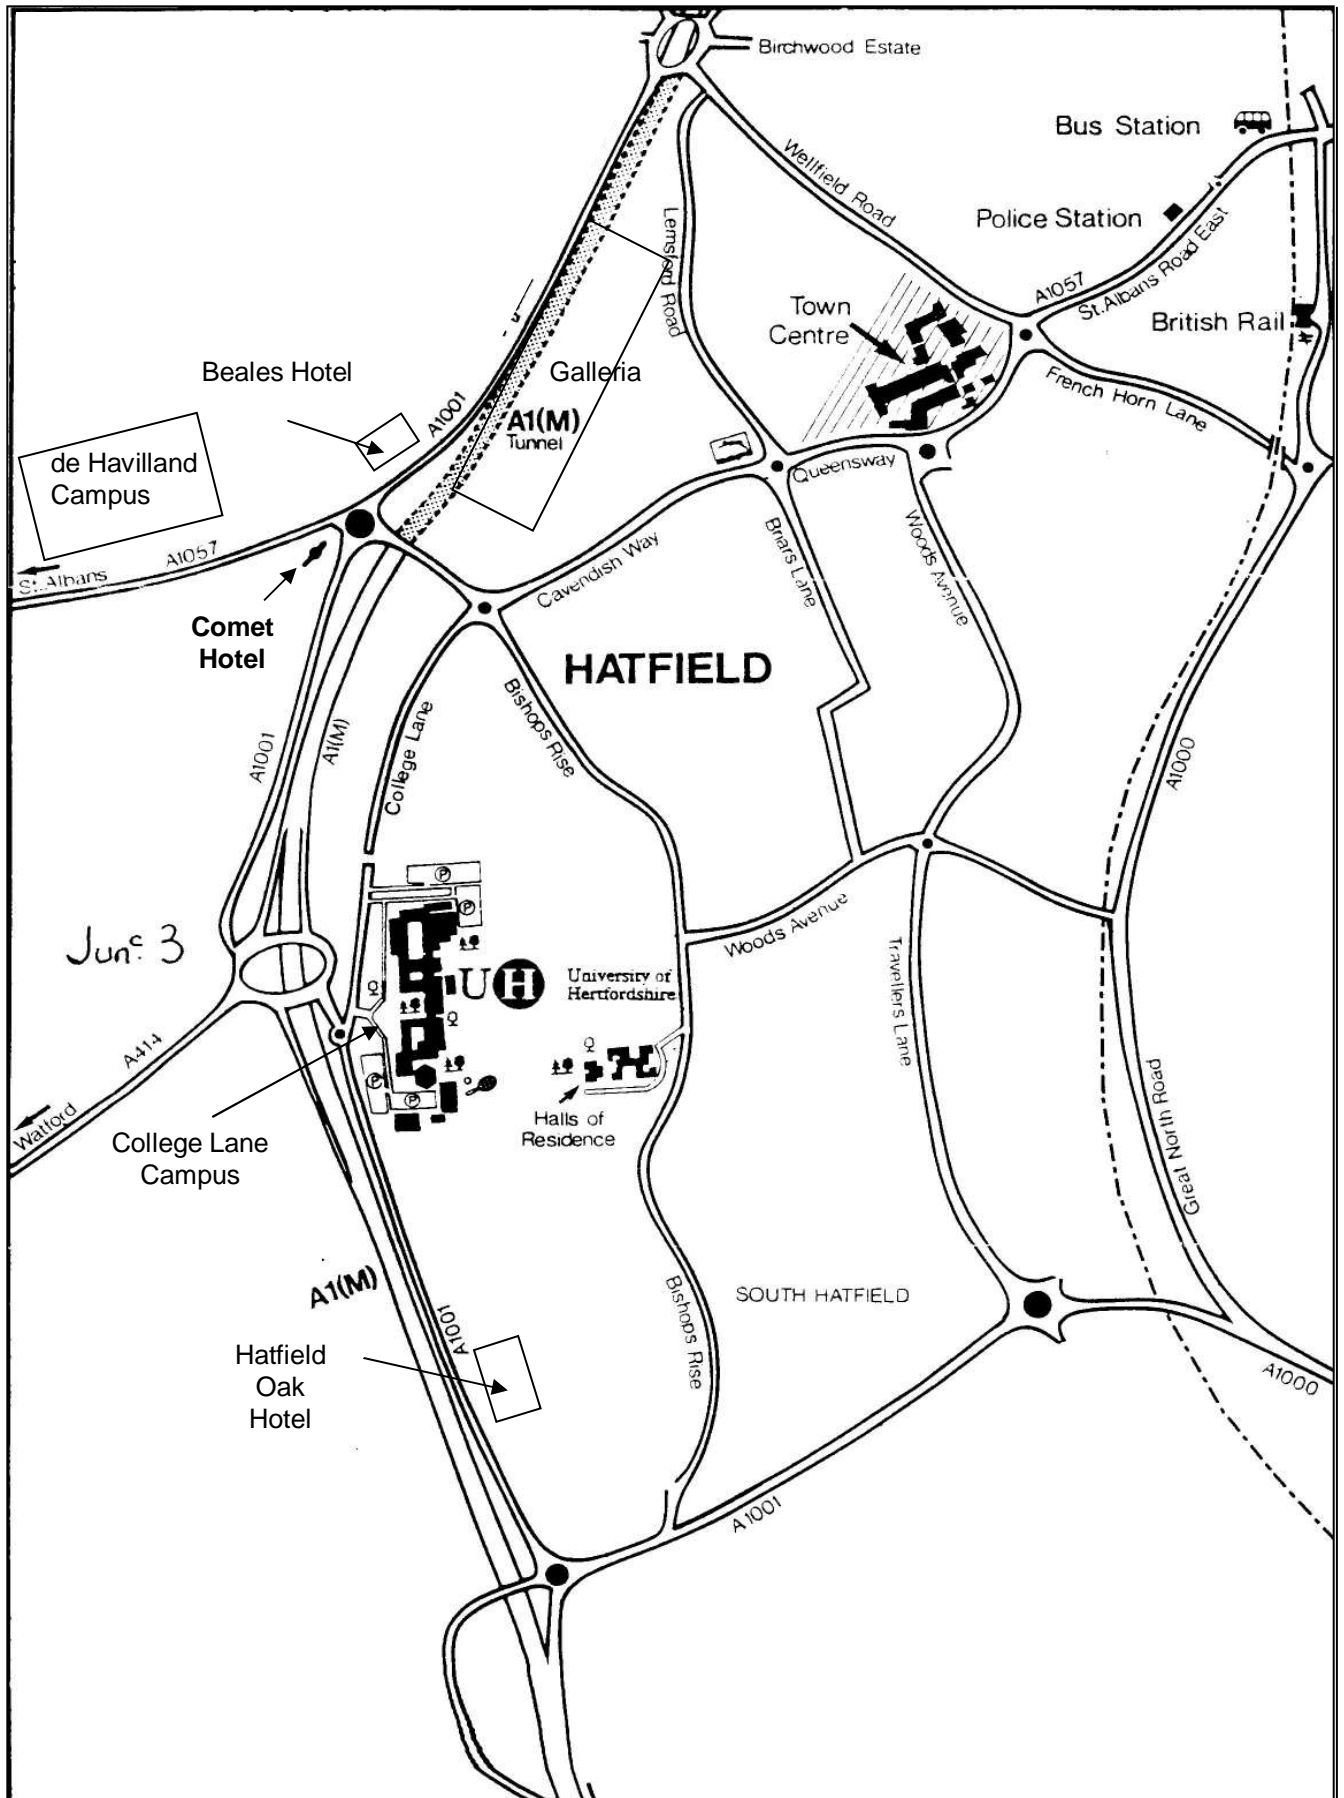 Birchwood Estate
Bus Station
Wellfield Road
Police Station
Lemsford Road
A1057
St. Albans Road East
Town
Centre
British Rail
Beales Hotel
Galleria
A1001
A1(M)
Tunnel
French Horn Lane
de Havilland
Campus
Queensway
A1057
St. Albans
Cavendish Way
Briars Lane
Woods Avenue
Comet
Hotel
HATFIELD
Bishops Rise
College Lane
A1001
A1(M)
A1000
P
P
Junc. 3
Woods Avenue
UH
University of
Hertfordshire
Travellers Lane
A414
Watford
P
P
College Lane
Campus
Halls of
Residence
Great North Road
A1(M)
A1001
Bishops Rise
SOUTH HATFIELD
Hatfield
Oak
Hotel
A1000
A1001